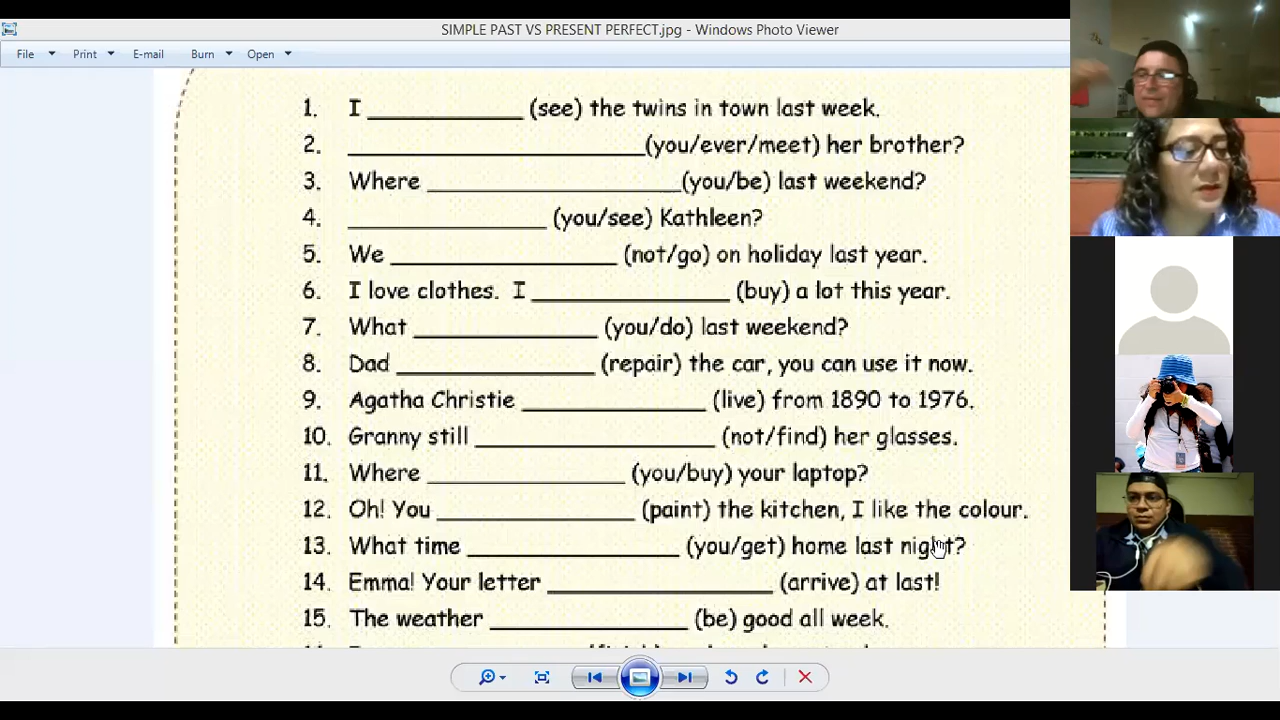 SIMPLE PAST VS PRESENT PERFECT.jpg - Windows Photo Viewer
File Print E-mail Burn Open
1. I ____________ (see) the twins in town last week.
2. ______________________(you/ever/meet) her brother?
3. Where ____________________(you/be) last weekend?
4. _______________ (you/see) Kathleen?
5. We _________________ (not/go) on holiday last year.
6. I love clothes. I _______________ (buy) a lot this year.
7. What ______________ (you/do) last weekend?
8. Dad _______________ (repair) the car, you can use it now.
9. Agatha Christie ______________ (live) from 1890 to 1976.
10. Granny still __________________ (not/find) her glasses.
11. Where _______________ (you/buy) your laptop?
12. Oh! You _______________ (paint) the kitchen, I like the colour.
13. What time ________________ (you/get) home last night?
14. Emma! Your letter _________________ (arrive) at last!
15. The weather _______________ (be) good all week.